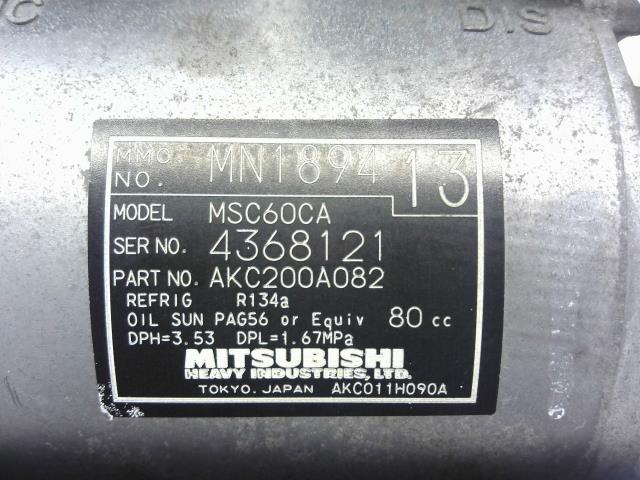 DIS
MMC NO. MN189413
MODEL MSC60CA
SER NO. 4368121
PART NO. AKC200A082
REFRIG R134a
OIL SUN PAG56 or Equiv 80 cc
DPH=3.53 DPL=1.67MPa
MITSUBISHI
HEAVY INDUSTRIES, LTD.
TOKYO. JAPAN AKC011H090A